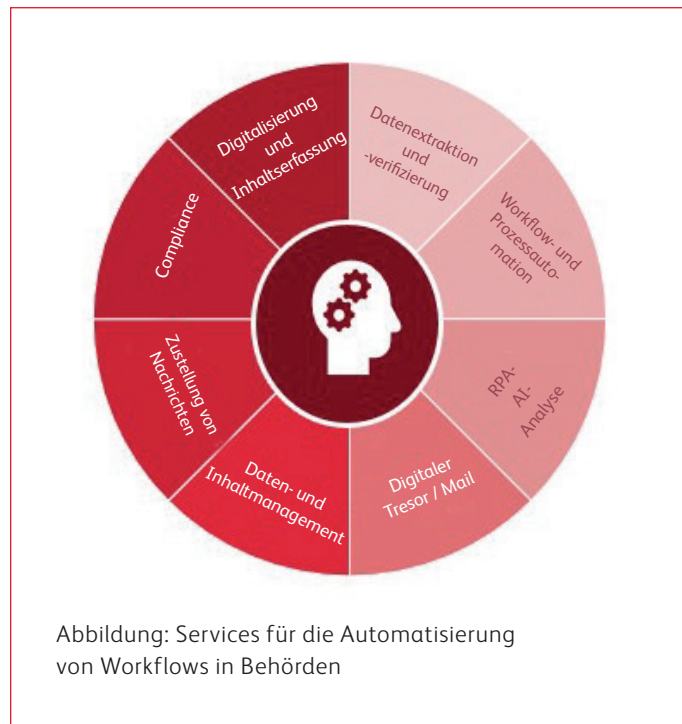 Digitalisierung
und
Inhaltserfassung
Datenextraktion
und
-verifizierung
Workflow- und
Prozessauto-
mation
RPA-
AI-
Analyse
Digitaler
Tresor / Mail
Daten- und
Inhaltmanagement
Zustellung von
Nachrichten
Compliance
Abbildung: Services für die Automatisierung
von Workflows in Behörden